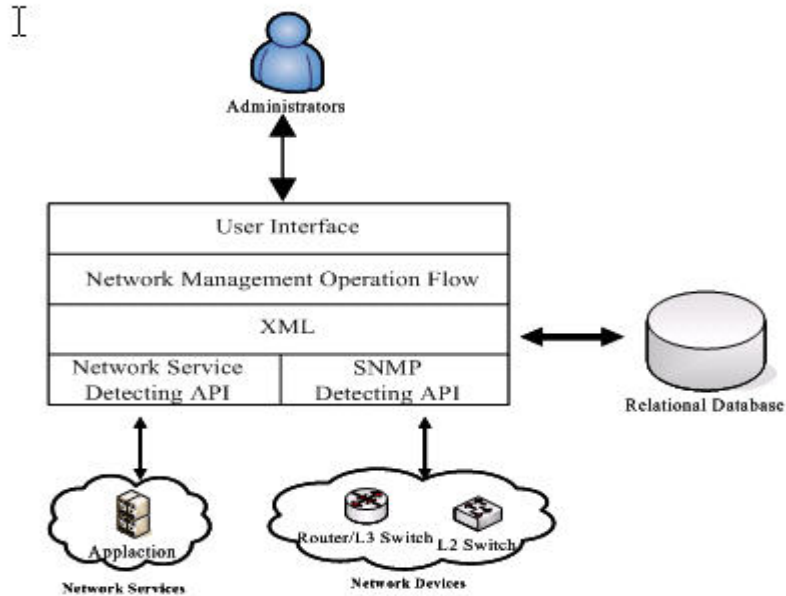 Administrators
User Interface
Network Management Operation Flow
XML
Network Service
Detecting API
SNMP
Detecting API
Relational Database
Applaction
Network Services
Router/L3 Switch
L2 Switch
Network Devices